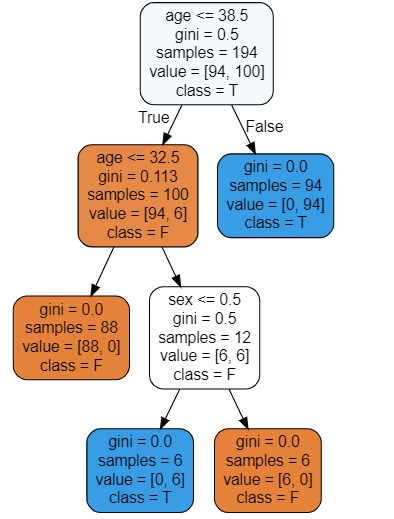 age <= 38.5
gini = 0.5
samples = 194
value = [94, 100]
class = T
True
False
age <= 32.5
gini = 0.113
samples = 100
value = [94, 6]
class = F
gini = 0.0
samples = 94
value = [0, 94]
class = T
gini = 0.0
samples = 88
value = [88, 0]
class = F
sex <= 0.5
gini = 0.5
samples = 12
value = [6, 6]
class = F
gini = 0.0
samples = 6
value = [0, 6]
class = T
gini = 0.0
samples = 6
value = [6, 0]
class = F